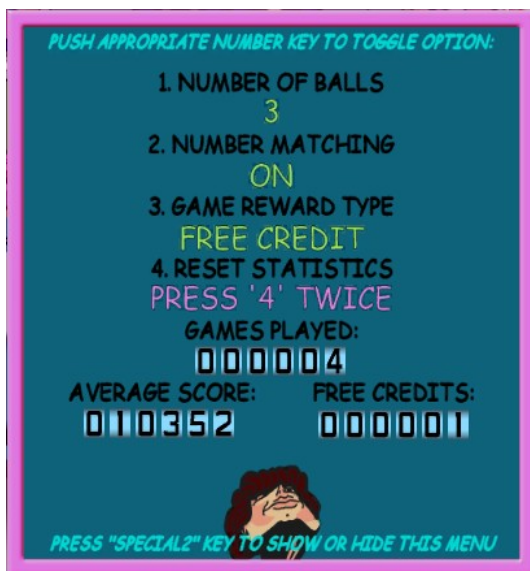 PUSH APPROPRIATE NUMBER KEY TO TOGGLE OPTION:
1. NUMBER OF BALLS
3
2. NUMBER MATCHING
ON
3. GAME REWARD TYPE
FREE CREDIT
4. RESET STATISTICS
PRESS '4' TWICE
GAMES PLAYED:
000004
AVERAGE SCORE: FREE CREDITS:
010352 000001
PRESS "SPECIAL2" KEY TO SHOW OR HIDE THIS MENU